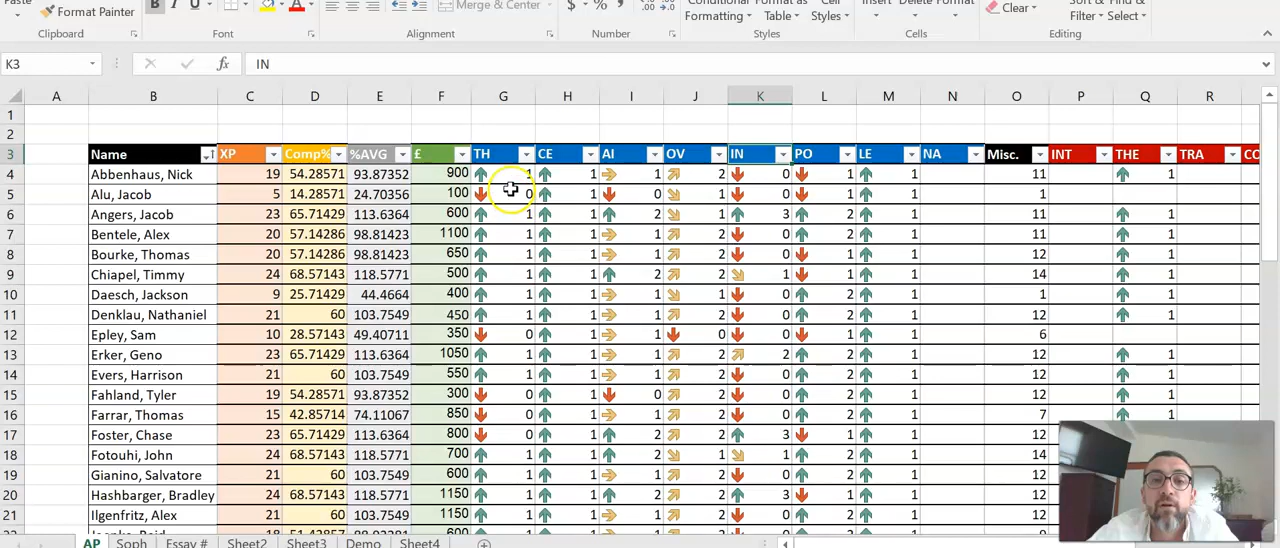 Paste Format Painter B I U Merge & Center $ % , Conditional Formatting Format as Table Cell Styles Insert Delete Format Clear Sort & Filter Find & Select
Clipboard Font Alignment Number Styles Cells Editing
K3 IN
A B C D E F G H I J K L M N O P Q R
1
2
3 Name XP Comp% %AVG £ TH CE AI OV IN PO LE NA Misc. INT THE TRA CO
4 Abbenhaus, Nick 19 54.28571 93.87352 900 1 1 1 2 0 1 1 11 1
5 Alu, Jacob 5 14.28571 24.70356 100 0 1 0 1 0 1 1 1
6 Angers, Jacob 23 65.71429 113.6364 600 1 1 2 1 3 1 1 11 1
7 Bentele, Alex 20 57.14286 98.81423 1100 1 1 1 2 0 1 1 11 1
8 Bourke, Thomas 20 57.14286 98.81423 650 1 1 1 2 0 1 1 12 1
9 Chiapel, Timmy 24 68.57143 118.5771 500 1 1 2 2 1 1 1 14 1
10 Daesch, Jackson 9 25.71429 44.4664 400 1 1 1 1 0 2 1 1
11 Denklau, Nathaniel 21 60 103.7549 450 1 1 1 2 0 2 1 12 1
12 Epley, Sam 10 28.57143 49.40711 350 0 1 1 0 0 1 1 6
13 Erker, Geno 23 65.71429 113.6364 1050 1 1 1 2 2 2 1 12 1
14 Evers, Harrison 21 60 103.7549 550 1 1 1 2 0 2 1 12 1
15 Fahland, Tyler 19 54.28571 93.87352 300 0 1 0 2 0 2 1 12 1
16 Farrar, Thomas 15 42.85714 74.11067 850 0 1 1 2 0 2 1 7 1
17 Foster, Chase 23 65.71429 113.6364 800 0 1 2 2 3 1 1 12
18 Fotouhi, John 24 68.57143 118.5771 700 1 1 2 1 1 2 1 14
19 Gianino, Salvatore 21 60 103.7549 600 1 1 1 2 0 2 1 12
20 Hashbarger, Bradley 24 68.57143 118.5771 1150 1 1 2 2 3 1 1 12
21 Ilgenfritz, Alex 21 60 103.7549 1150 1 1 1 2 0 2 1 12
AP Soph Essay # Sheet2 Sheet3 Demo Sheet4